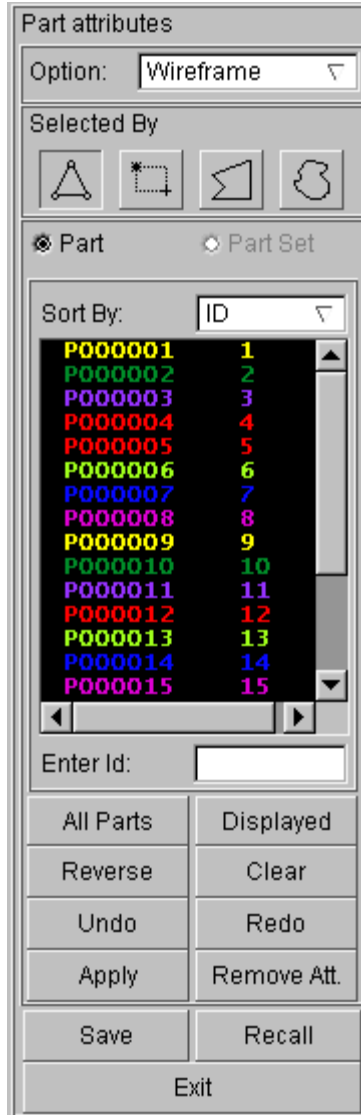 Part attributes
Option: Wireframe
Selected By
Part Part Set
Sort By: ID
P000001 1
P000002 2
P000003 3
P000004 4
P000005 5
P000006 6
P000007 7
P000008 8
P000009 9
P000010 10
P000011 11
P000012 12
P000013 13
P000014 14
P000015 15
Enter Id:
All Parts Displayed
Reverse Clear
Undo Redo
Apply Remove Att.
Save Recall
Exit